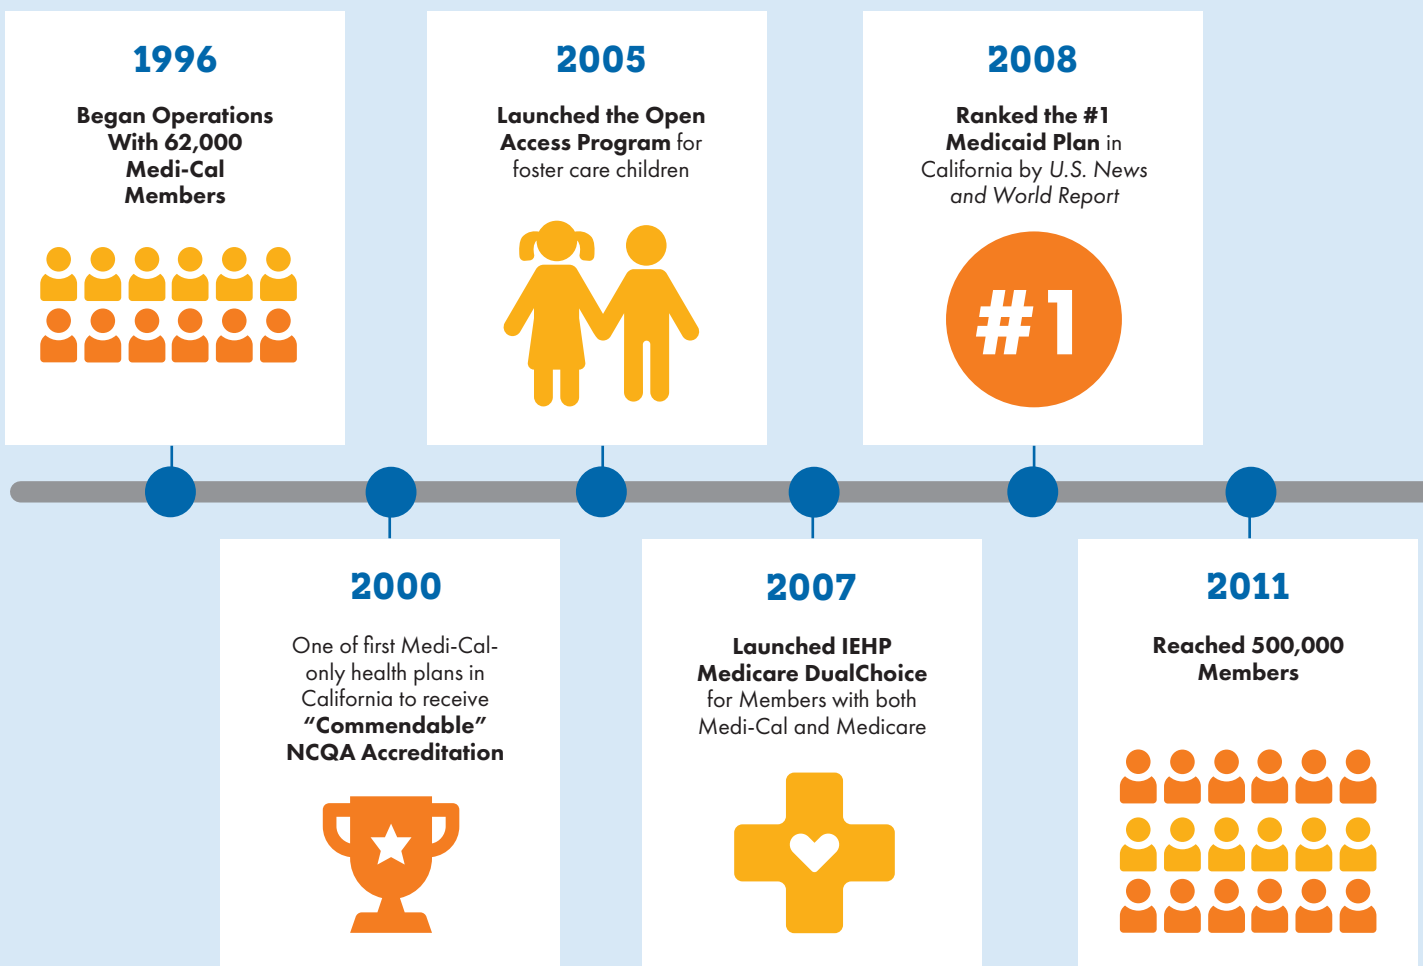 1996
Began Operations
With 62,000
Medi-Cal
Members
2000
One of first Medi-Cal-
only health plans in
California to receive
“Commendable”
NCQA Accreditation
2005
Launched the Open
Access Program for
foster care children
2007
Launched IEHP
Medicare DualChoice
for Members with both
Medi-Cal and Medicare
2008
Ranked the #1
Medicaid Plan in
California by U.S. News
and World Report
#1
2011
Reached 500,000
Members